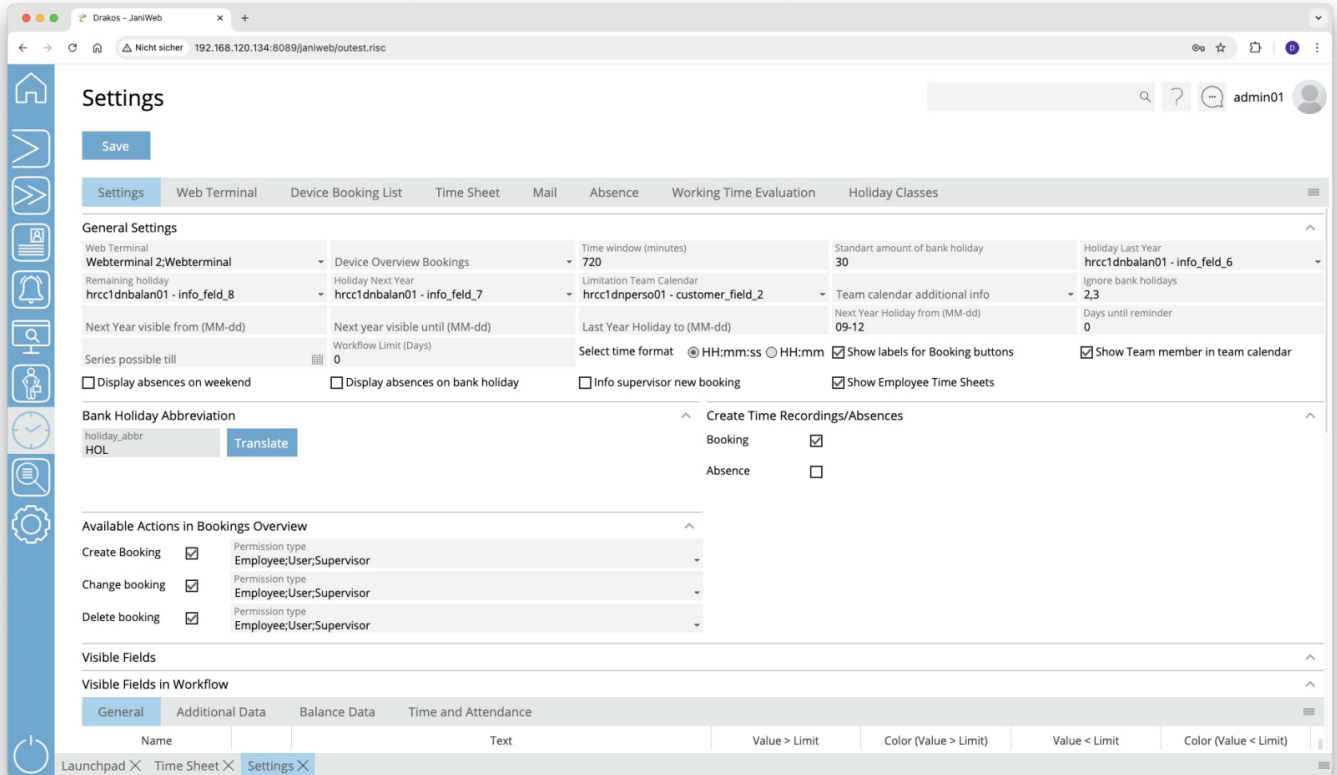 Drakos - JaniWeb
Nicht sicher 192.168.120.134:8089/janiweb/outest.risc
D
Settings
? admin01
Save
Settings Web Terminal Device Booking List Time Sheet Mail Absence Working Time Evaluation Holiday Classes
General Settings
Web Terminal Time window (minutes) Standart amount of bank holiday Holiday Last Year
Webterminal 2;Webterminal Device Overview Bookings 720 30 hrcc1dnbalan01 - info_feld_6
Remaining holiday Holiday Next Year Limitation Team Calendar Ignore bank holidays
hrcc1dnbalan01 - info_feld_8 hrcc1dnbalan01 - info_feld_7 hrcc1dnperso01 - customer_field_2 Team calendar additional info 2,3
Next Year Holiday from (MM-dd) Days until reminder
Next Year visible from (MM-dd) Next year visible until (MM-dd) Last Year Holiday to (MM-dd) 09-12 0
Workflow Limit (Days)
Series possible till 0 Select time format HH:mm:ss HH:mm Show labels for Booking buttons Show Team member in team calendar
Display absences on weekend Display absences on bank holiday Info supervisor new booking Show Employee Time Sheets
Bank Holiday Abbreviation Create Time Recordings/Absences
holiday_abbr
HOL Translate Booking
Absence
Available Actions in Bookings Overview
Create Booking Permission type
Employee;User;Supervisor
Change booking Permission type
Employee;User;Supervisor
Delete booking Permission type
Employee;User;Supervisor
Visible Fields
Visible Fields in Workflow
General Additional Data Balance Data Time and Attendance
Name Text Value > Limit Color (Value > Limit) Value < Limit Color (Value < Limit)
Launchpad Time Sheet Settings